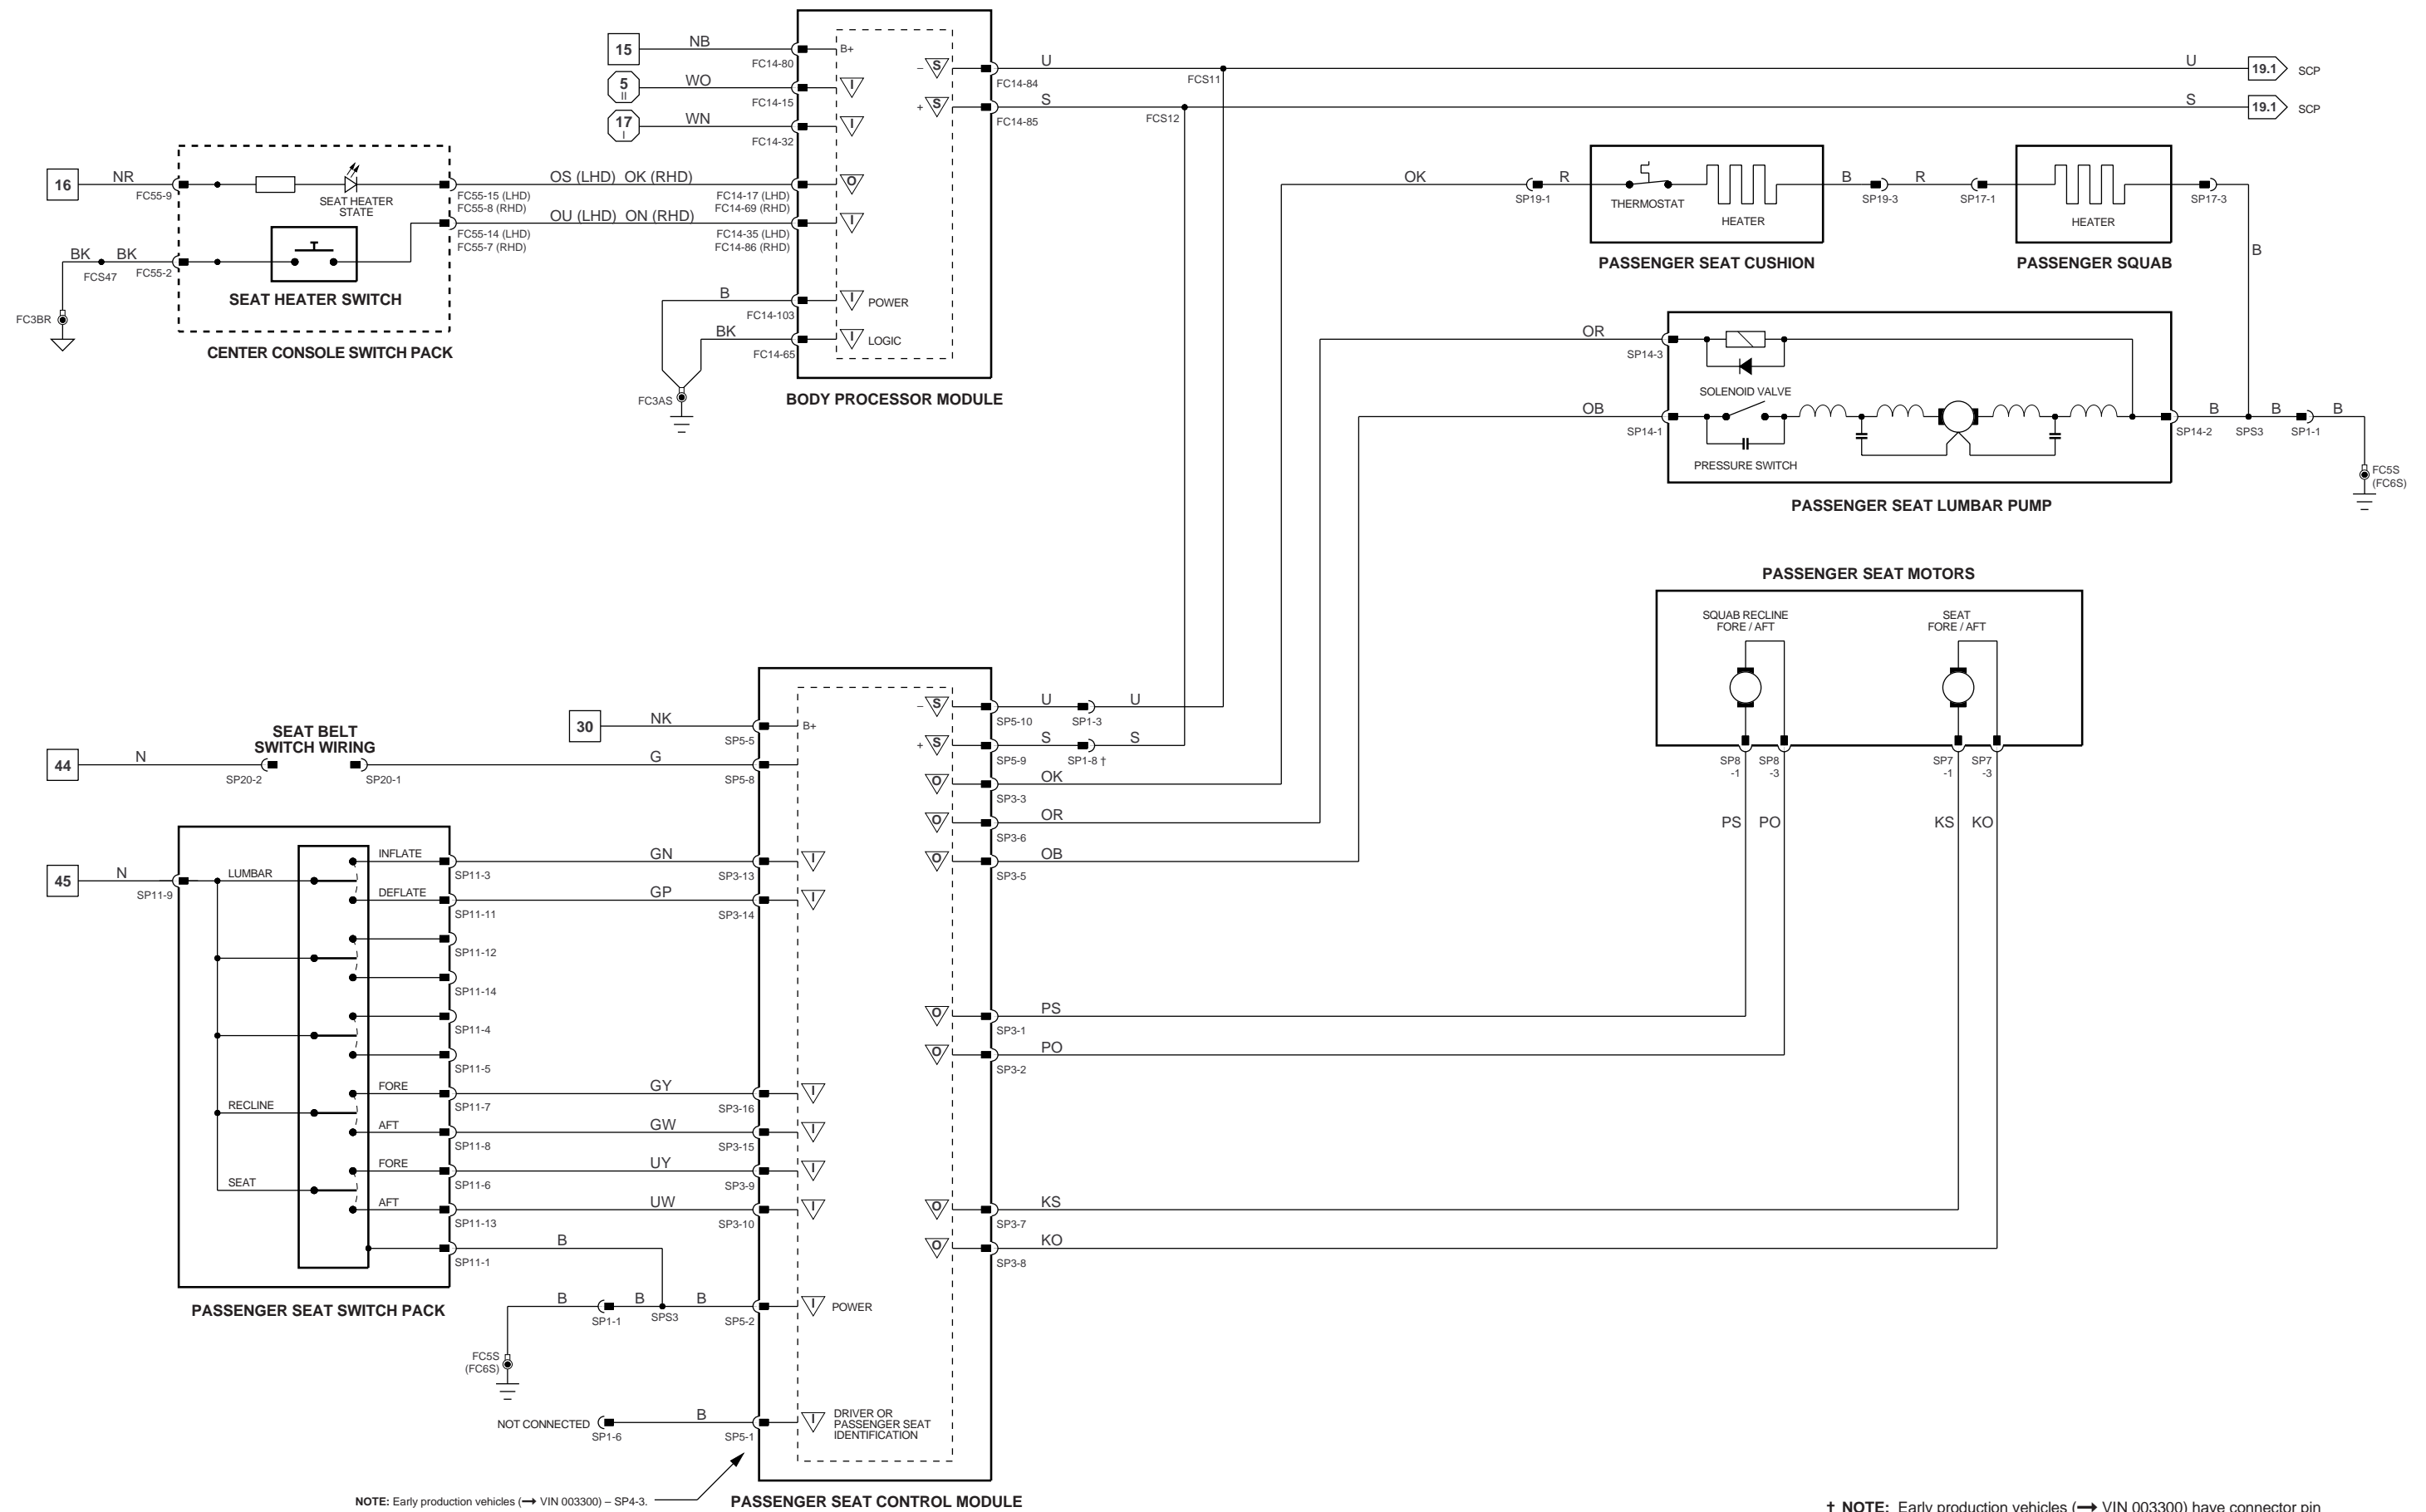 15
NB
FC14-80
B+
5
II
WO
FC14-15
I
17
I
WN
FC14-32
I
– S
FC14-84
U
FCS11
U
19.1
SCP
+ S
FC14-85
S
FCS12
S
19.1
SCP
16
NR
FC55-9
SEAT HEATER
STATE
FC55-15 (LHD)
FC55-8 (RHD)
OS (LHD) OK (RHD)
FC14-17 (LHD)
FC14-69 (RHD)
O
FC55-14 (LHD)
FC55-7 (RHD)
OU (LHD) ON (RHD)
FC14-35 (LHD)
FC14-86 (RHD)
I
BK
BK
FCS47
FC55-2
FC3BR
SEAT HEATER SWITCH
CENTER CONSOLE SWITCH PACK
B
FC14-103
I
POWER
BK
FC14-65
I
LOGIC
FC3AS
BODY PROCESSOR MODULE
OK
SP19-1
R
THERMOSTAT
HEATER
B
SP19-3
R
SP17-1
HEATER
SP17-3
B
PASSENGER SEAT CUSHION
PASSENGER SQUAB
OR
SP14-3
SOLENOID VALVE
OB
SP14-1
PRESSURE SWITCH
SP14-2
B
SPS3
B
SP1-1
B
FC5S
(FC6S)
PASSENGER SEAT LUMBAR PUMP
PASSENGER SEAT MOTORS
SQUAB RECLINE
FORE / AFT
SEAT
FORE / AFT
SP8
-1
SP8
-3
SP7
-1
SP7
-3
PS
PO
KS
KO
30
NK
SP5-5
B+
SEAT BELT
SWITCH WIRING
44
N
SP20-2
SP20-1
G
SP5-8
– S
SP5-10
U
SP1-3
U
+ S
SP5-9
S
SP1-8 †
S
O
SP3-3
OK
O
SP3-6
OR
O
SP3-5
OB
45
N
SP11-9
LUMBAR
INFLATE
SP11-3
GN
SP3-13
I
DEFLATE
SP11-11
GP
SP3-14
I
SP11-12
SP11-14
SP11-4
SP11-5
O
SP3-1
PS
O
SP3-2
PO
RECLINE
FORE
SP11-7
GY
SP3-16
I
AFT
SP11-8
GW
SP3-15
I
SEAT
FORE
SP11-6
UY
SP3-9
I
AFT
SP11-13
UW
SP3-10
I
O
SP3-7
KS
O
SP3-8
KO
SP11-1
B
PASSENGER SEAT SWITCH PACK
B
SP1-1
B
SPS3
B
SP5-2
I
POWER
FC5S
(FC6S)
NOT CONNECTED
SP1-6
B
SP5-1
I
DRIVER OR
PASSENGER SEAT
IDENTIFICATION
NOTE: Early production vehicles (→ VIN 003300) – SP4-3.
PASSENGER SEAT CONTROL MODULE
† NOTE: Early production vehicles (→ VIN 003300) have connector pin